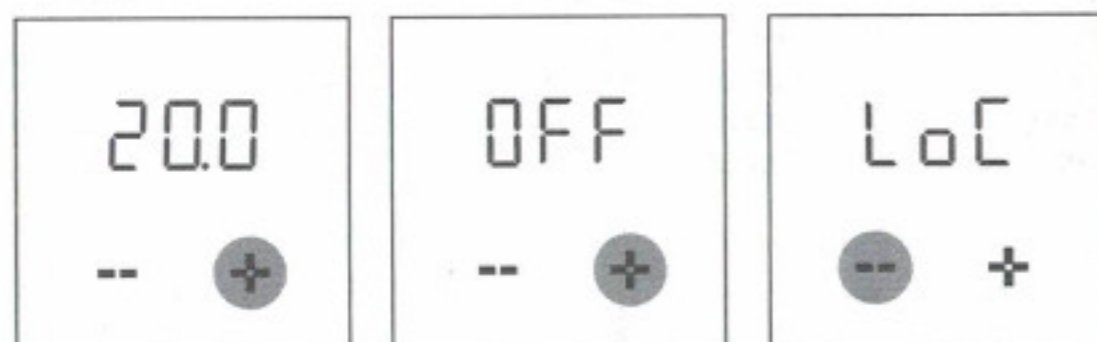 20.0
-- +
OFF
-- +
LoC
-- +